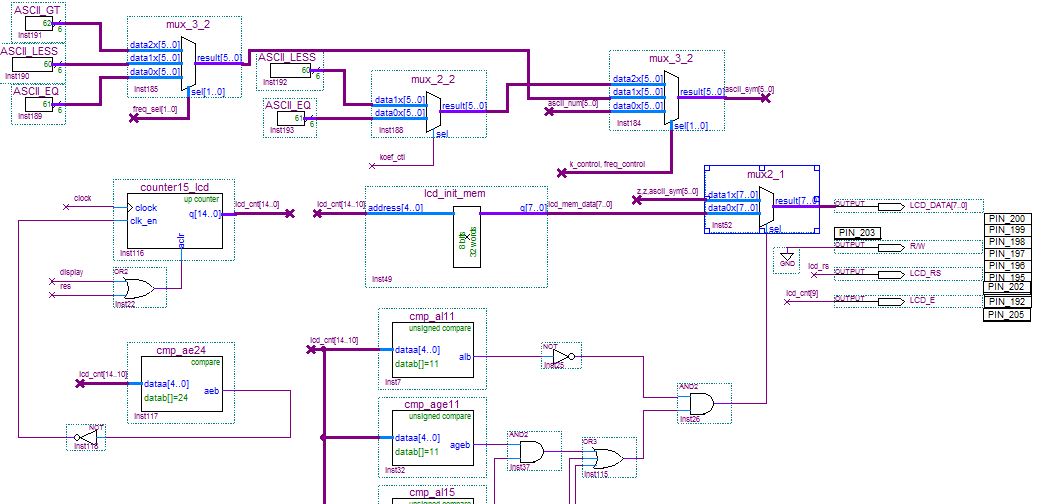 ASCII_GT
62
6
Inst191
ASCII_LESS
60
6
Inst190
ASCII_EQ
61
6
Inst189
mux_3_2
data2x[5..0]
data1x[5..0]
data0x[5..0]
result[5..0]
sel[1..0]
Inst185
freq_sel[1..0]
ASCII_LESS
60
6
Inst192
ASCII_EQ
61
6
Inst193
mux_2_2
data1x[5..0]
data0x[5..0]
result[5..0]
sel
Inst188
koef_ctl
mux_3_2
data2x[5..0]
data1x[5..0]
data0x[5..0]
result[5..0]
sel[1..0]
Inst184
ascii_num[5..0]
ascii_sym[5..0]
k_control, freq_control
counter15_lcd
up counter
clock
clock
clk_en
q[14..0]
aclr
Inst116
lcd_cnt[14..0]
display
res
OR2
Inst22
lcd_cnt[14..10]
lcd_init_mem
address[4..0]
q[7..0]
8 bits
32 words
Inst49
lcd_mem_data[7..0]
z,z,ascii_sym[5..0]
mux2_1
data1x[7..0]
data0x[7..0]
result[7..0]
sel
Inst52
OUTPUT
LCD_DATA[7..0]
PIN_203
OUTPUT
R/W
GND
lcd_rs
OUTPUT
LCD_RS
lcd_cnt[9]
OUTPUT
LCD_E
PIN_200
PIN_199
PIN_198
PIN_197
PIN_196
PIN_195
PIN_202
PIN_192
PIN_205
cmp_ae24
compare
lcd_cnt[14..10]
dataa[4..0]
datab[]=24
aeb
Inst117
NOT
lcd_cnt[14..10]
cmp_al11
unsigned compare
dataa[4..0]
datab[]=11
alb
Inst7
NOT
cmp_age11
unsigned compare
dataa[4..0]
datab[]=11
ageb
Inst32
AND2
Inst37
OR3
Inst115
AND2
Inst26
cmp_al15
unsigned compare